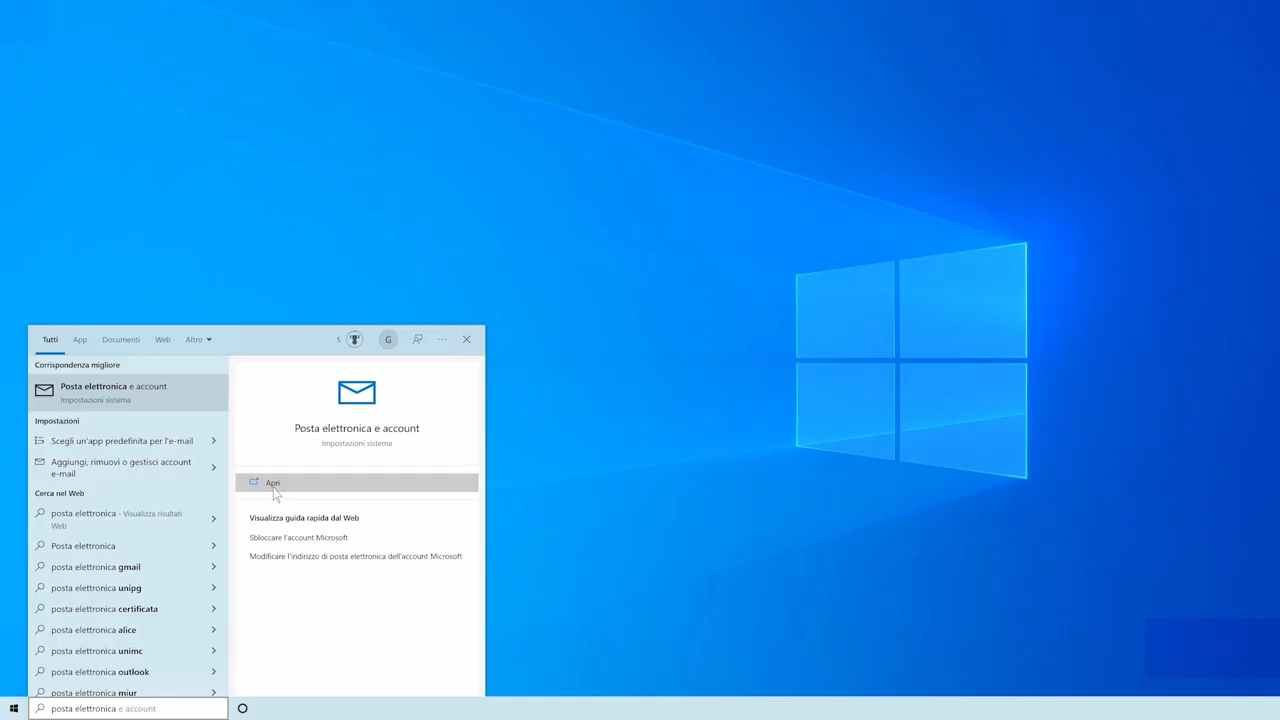 Tutti App Documenti Web Altro 5 G
Corrispondenza migliore
Posta elettronica e account
Impostazioni sistema
Impostazioni
Scegli un'app predefinita per l'e-mail
Aggiungi, rimuovi o gestisci account
e-mail
Cerca nel Web
posta elettronica - Visualizza risultati
Web
Posta elettronica
posta elettronica gmail
posta elettronica unipg
posta elettronica certificata
posta elettronica alice
posta elettronica unimc
posta elettronica outlook
posta elettronica miur
Posta elettronica e account
Impostazioni sistema
Apri
Visualizza guida rapida dal Web
Sbloccare l'account Microsoft
Modificare l'indirizzo di posta elettronica dell'account Microsoft
posta elettronica e account